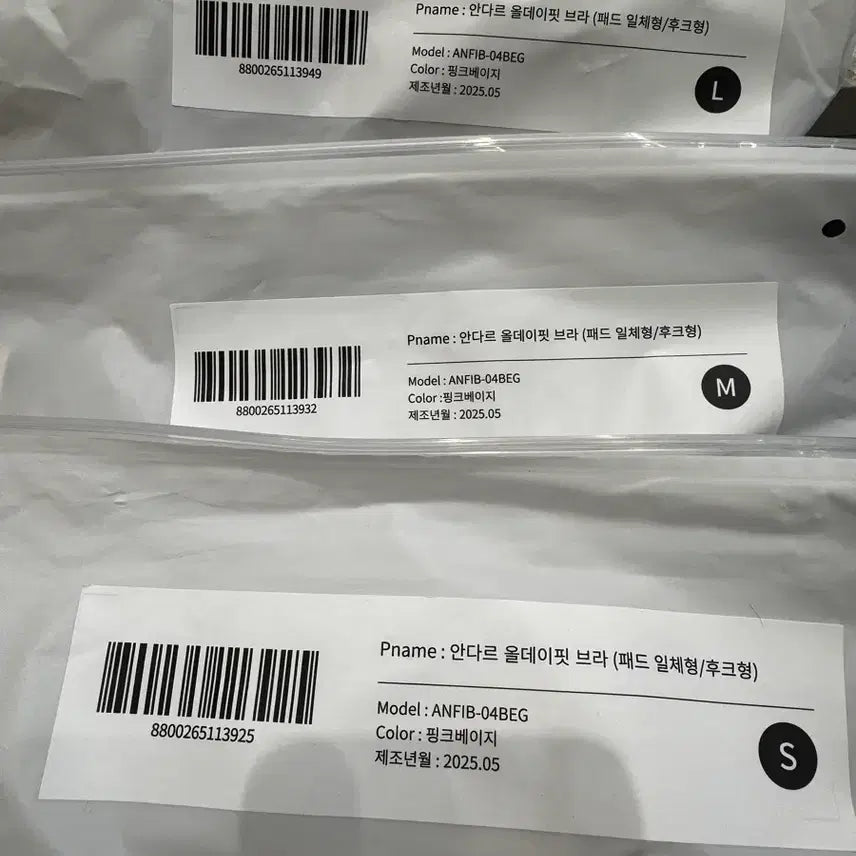 Pname : 안다르 올데이핏 브라 (패드 일체형/후크형)
Model : ANFIB-04BEG
Color : 핑크베이지
제조년월 : 2025.05
L
8800265113949
Pname : 안다르 올데이핏 브라 (패드 일체형/후크형)
Model : ANFIB-04BEG
Color :핑크베이지
제조년월 : 2025.05
M
8800265113932
Pname : 안다르 올데이핏 브라 (패드 일체형/후크형)
Model : ANFIB-04BEG
Color : 핑크베이지
제조년월 : 2025.05
S
8800265113925